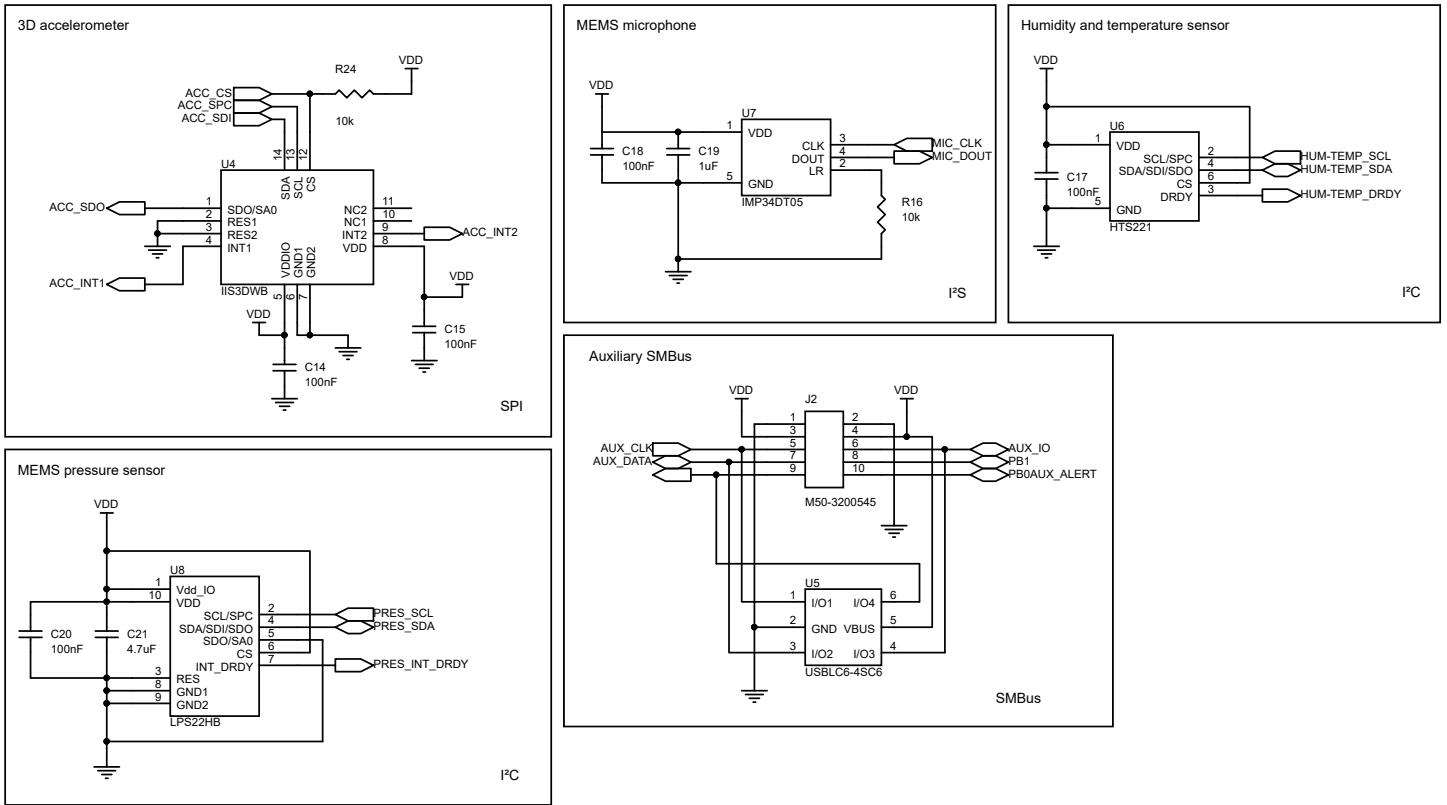 3D accelerometer
R24
VDD
ACC_CS
ACC_SPC
ACC_SDI
10k
14
13
12
U4
SDA
SCL
CS
ACC_SDO
1
SDO/SA0
NC2
11
2
RES1
NC1
10
3
RES2
INT2
9
ACC_INT2
4
INT1
VDD
8
VDDIO
GND1
GND2
ACC_INT1
IIS3DWB
5
6
7
VDD
VDD
C15
100nF
C14
100nF
SPI
MEMS microphone
VDD
U7
1
VDD
CLK
3
MIC_CLK
C18
100nF
C19
1uF
DOUT
4
MIC_DOUT
LR
2
5
GND
IMP34DT05
R16
10k
I²S
Humidity and temperature sensor
VDD
U6
1
VDD
SCL/SPC
2
HUM-TEMP_SCL
SDA/SDI/SDO
4
HUM-TEMP_SDA
C17
100nF
CS
6
DRDY
3
HUM-TEMP_DRDY
5
GND
HTS221
I²C
Auxiliary SMBus
VDD
J2
VDD
1
2
3
4
AUX_CLK
5
6
AUX_IO
AUX_DATA
7
8
PB1
9
10
PB0AUX_ALERT
M50-3200545
U5
1
I/O1
I/O4
6
2
GND
VBUS
5
3
I/O2
I/O3
4
USBLC6-4SC6
SMBus
MEMS pressure sensor
VDD
U8
1
Vdd_IO
10
VDD
SCL/SPC
2
PRES_SCL
SDA/SDI/SDO
4
PRES_SDA
C20
100nF
C21
4.7uF
SDO/SA0
5
CS
6
INT_DRDY
7
PRES_INT_DRDY
3
RES
8
GND1
9
GND2
LPS22HB
I²C